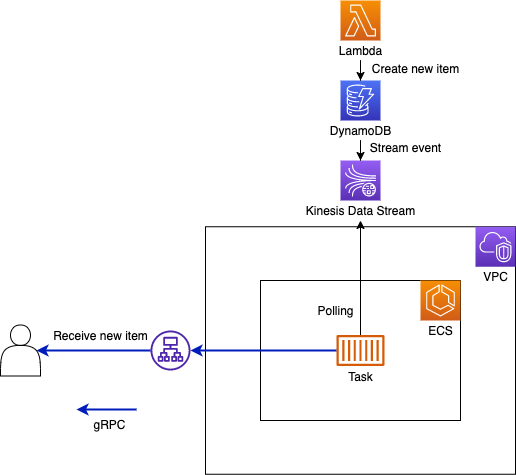 Lambda
Create new item
DynamoDB
Stream event
Kinesis Data Stream
VPC
Polling
ECS
Receive new item
Task
gRPC